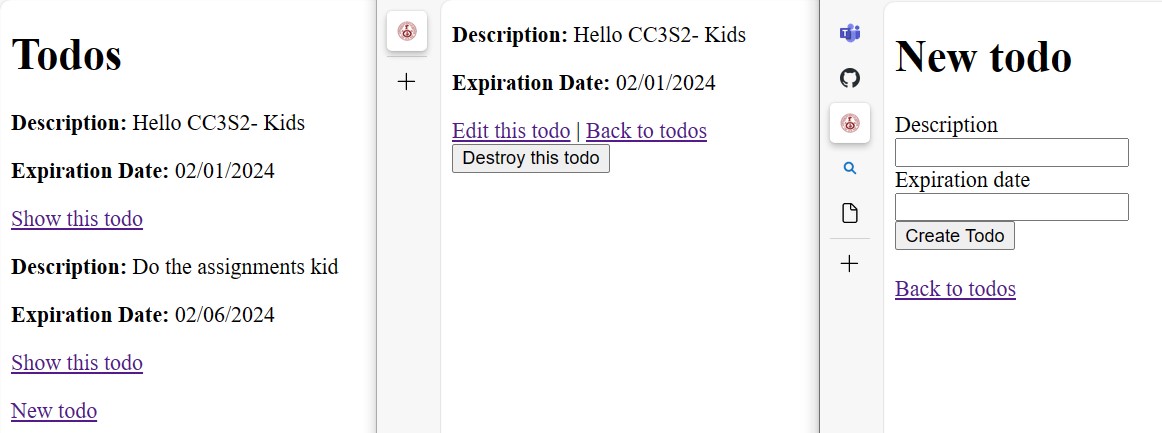 Todos
Description: Hello CC3S2- Kids
Expiration Date: 02/01/2024
Show this todo
Description: Do the assignments kid
Expiration Date: 02/06/2024
Show this todo
New todo
Description: Hello CC3S2- Kids
Expiration Date: 02/01/2024
Edit this todo | Back to todos
Destroy this todo
New todo
Description
Expiration date
Create Todo
Back to todos